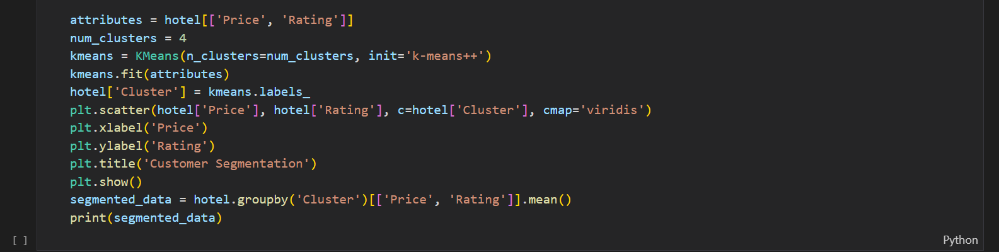 attributes = hotel[['Price', 'Rating']]
num_clusters = 4
kmeans = KMeans(n_clusters=num_clusters, init='k-means++')
kmeans.fit(attributes)
hotel['Cluster'] = kmeans.labels_
plt.scatter(hotel['Price'], hotel['Rating'], c=hotel['Cluster'], cmap='viridis')
plt.xlabel('Price')
plt.ylabel('Rating')
plt.title('Customer Segmentation')
plt.show()
segmented_data = hotel.groupby('Cluster')[['Price', 'Rating']].mean()
print(segmented_data)
[ ]
Python